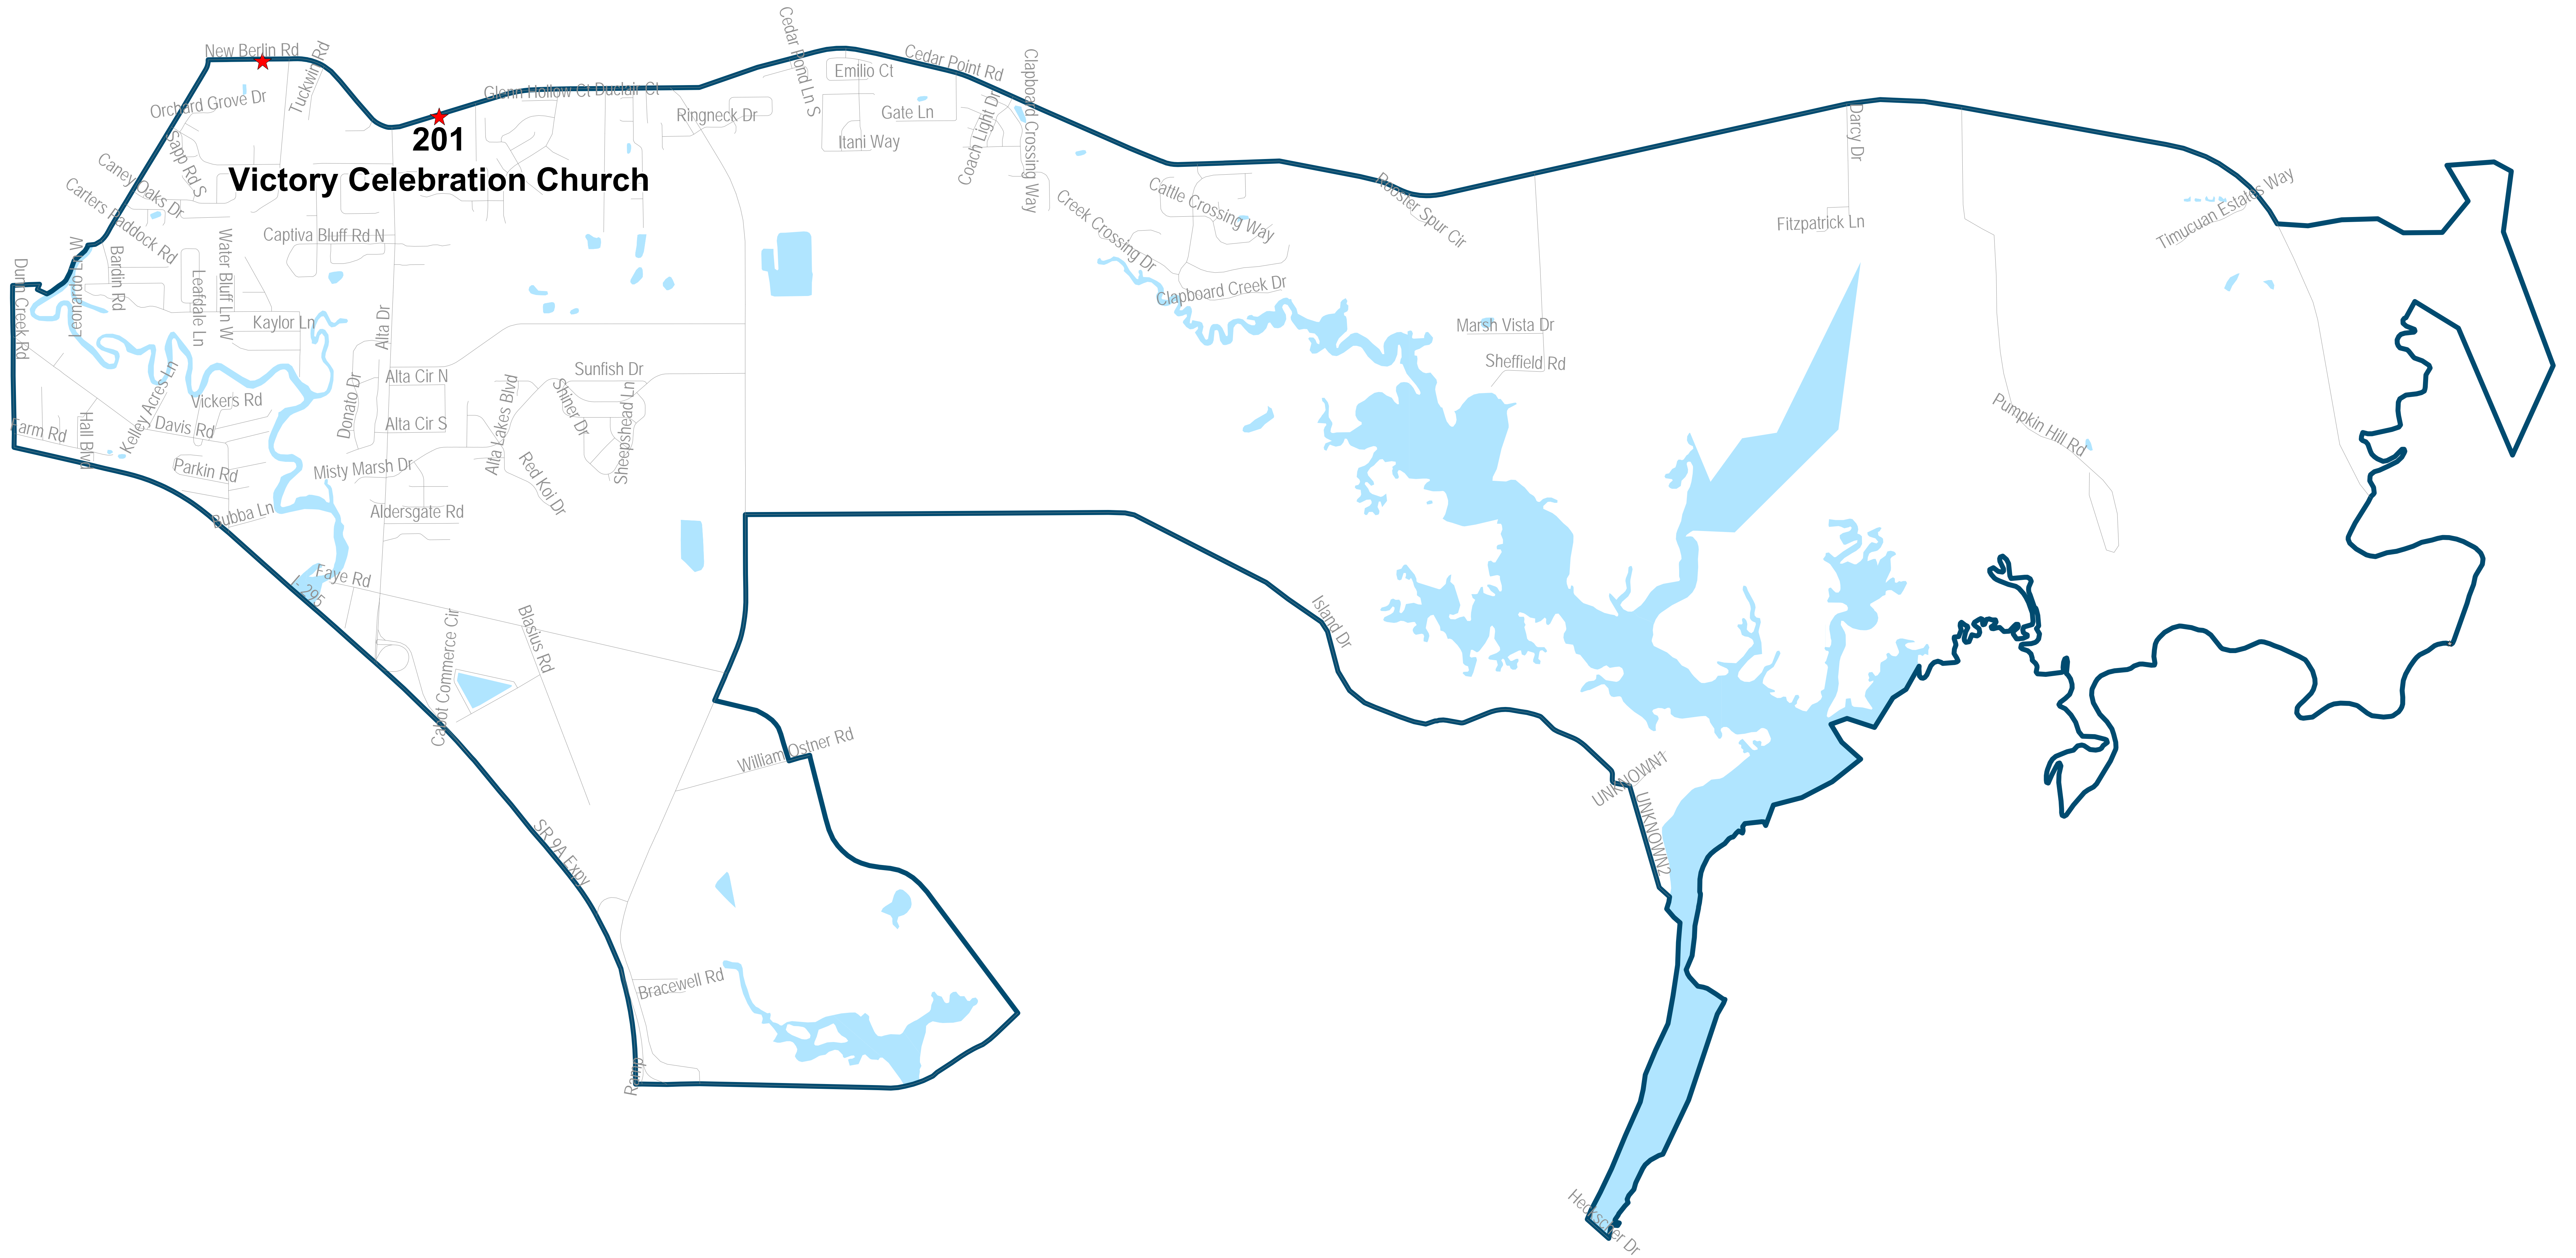 New Berlin Rd
Tuckwin Rd
Orchard Grove Dr
Sapp Rd S
Caney Oaks Dr
Carters Paddock Rd
201
Victory Celebration Church
Glenn Hollow Ct
Duclair Ct
Ringneck Dr
Cedar Pond Ln S
Emilio Ct
Gate Ln
Itani Way
Cedar Point Rd
Coach Light Dr
Clapboard Crossing Way
Creek Crossing Dr
Cattle Crossing Way
Clapboard Creek Dr
Rooster Spur Cir
Marsh Vista Dr
Sheffield Rd
Darcy Dr
Fitzpatrick Ln
Timucuan Estates Way
Pumpkin Hill Rd
Dunn Creek Rd
Leonardo Ln W
Bardin Rd
Leafdale Ln
Water Bluff Ln W
Captiva Bluff Rd N
Kaylor Ln
Alta Dr
Farm Rd
Hall Blvd
Kelley Acres Ln
Vickers Rd
Davis Rd
Parkin Rd
Bubba Ln
Donato Dr
Alta Cir N
Alta Cir S
Misty Marsh Dr
Aldersgate Rd
Alta Lakes Blvd
Red Koi Dr
Shiner Dr
Sunfish Dr
Sheepshead Ln
I- 295
Faye Rd
Cabot Commerce Cir
Blasius Rd
William Ostner Rd
SR 9A Expy
Bracewell Rd
Ramp
Island Dr
UNKNOWN1
UNKNOWN2
Heckscher Dr